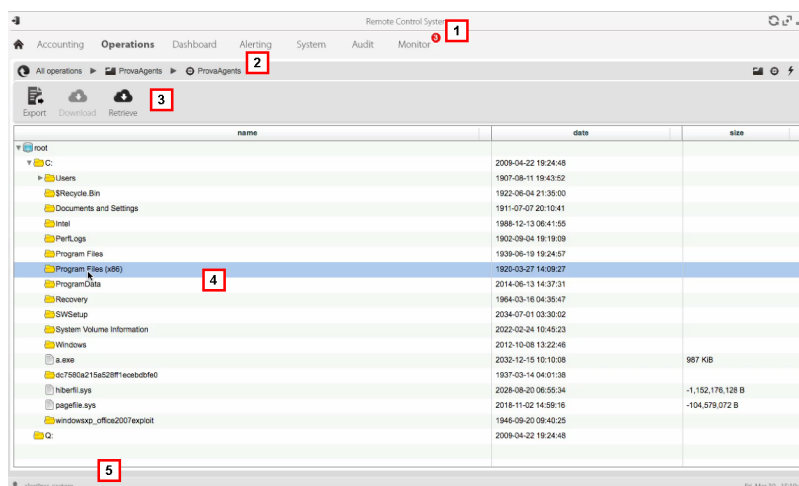 Remote Control System
1
Accounting Operations Dashboard Alerting System Audit Monitor 3
2
All operations ProvaAgents ProvaAgents
3
Export Download Retrieve
name date size
root
C: 2009-04-22 19:24:48
Users 1907-08-11 19:43:52
$Recycle.Bin 1922-06-04 21:35:00
Documents and Settings 1911-07-07 20:10:41
Intel 1988-12-13 06:41:55
PerfLogs 1902-09-04 19:19:09
Program Files 1939-06-19 19:24:57
Program Files (x86) 1920-03-27 14:09:27
4
ProgramData 2014-06-13 14:37:31
Recovery 1964-03-16 04:35:47
SWSetup 2034-07-01 03:30:02
System Volume Information 2022-02-24 10:45:23
Windows 2012-10-08 13:22:46
a.exe 2032-12-15 10:10:08 987 KiB
dc7580a215a528ff1ecebdbfe0 1937-03-14 04:01:38
hiberfil.sys 2028-08-20 06:55:34 -1,152,176,128 B
pagefile.sys 2018-11-02 14:59:16 -104,579,072 B
windowsxp_office2007exploit 1946-09-20 09:40:25
Q: 2009-04-22 19:24:48
5